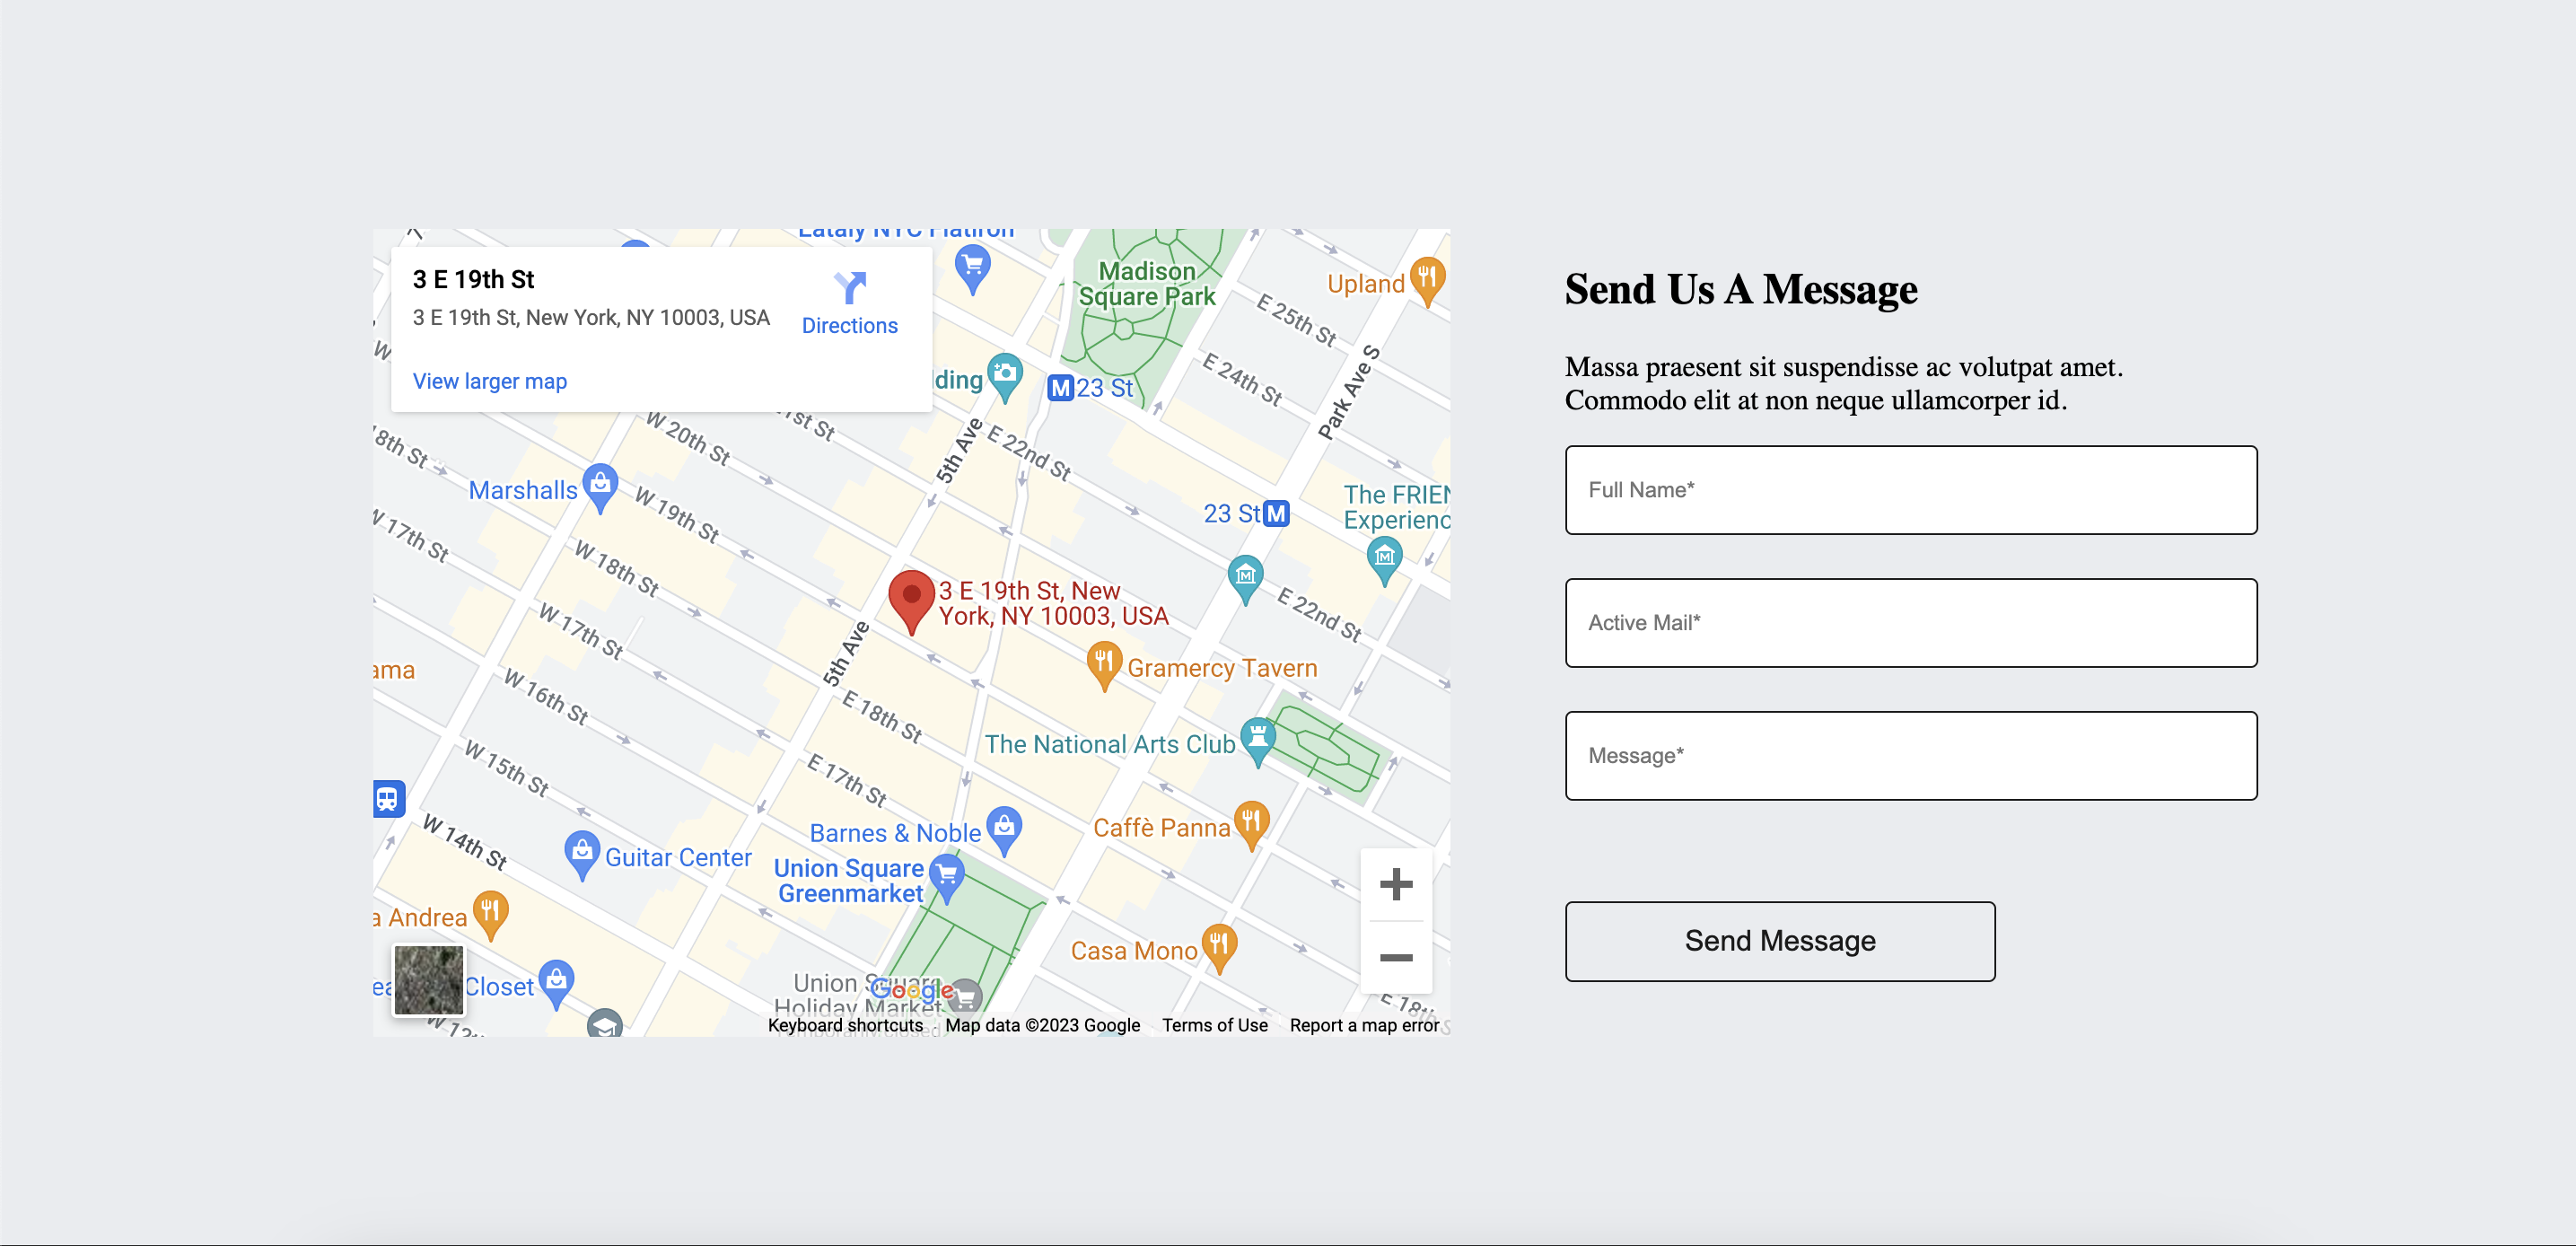 Eataly NYC Flatiron
3 E 19th St
3 E 19th St, New York, NY 10003, USA
Directions
View larger map
Madison
Square Park
Upland
E 25th St
E 24th St
Park Ave S
23 St
W 20th St
5th Ave
E 22nd St
18th St
Marshalls
W 19th St
23 St
W 17th St
W 18th St
3 E 19th St, New
York, NY 10003, USA
E 22nd St
W 17th St
5th Ave
Gramercy Tavern
W 16th St
E 18th St
The National Arts Club
W 15th St
E 17th St
W 14th St
Barnes & Noble
Caffè Panna
Guitar Center
Union Square
Greenmarket
Andrea
Casa Mono
Closet
Union Square
Holiday Market
Google
E 18th S
Keyboard shortcuts
Map data ©2023 Google
Terms of Use
Report a map error
Send Us A Message
Massa praesent sit suspendisse ac volutpat amet.
Commodo elit at non neque ullamcorper id.
Full Name*
Active Mail*
Message*
Send Message